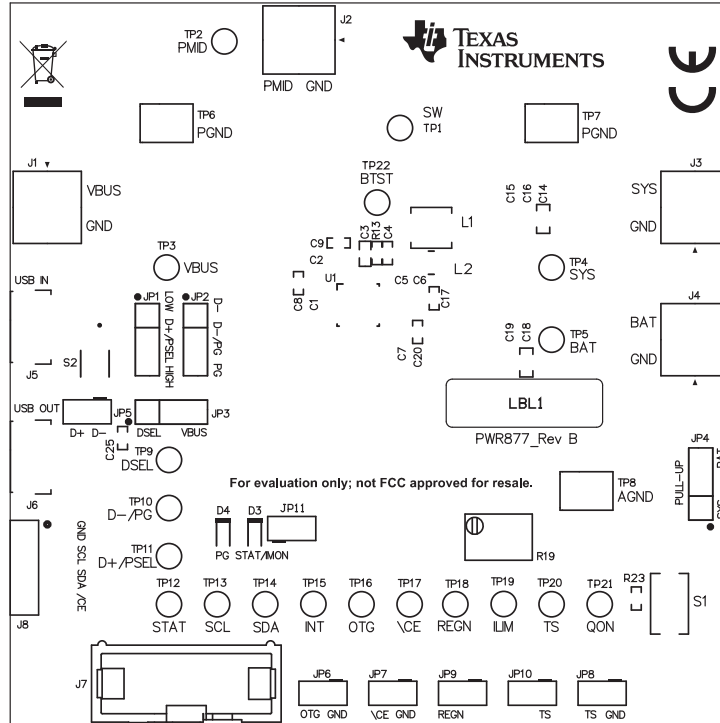 J2
TP2
PMID
TEXAS
INSTRUMENTS
PMID GND
TP6
PGND
SW
TP1
TP7
PGND
J1
VBUS
GND
TP22
BTST
C15
C16
C14
J3
SYS
GND
L1
C9
C3
R13
C4
C2
TP3
VBUS
U1
C5 C6
L2
C17
TP4
SYS
C8
C1
USB IN
JP1
JP2
LOW D+/PSEL HIGH
D- D-/PG PG
J4
BAT
GND
TP5
BAT
C7
C20
C19
C18
S2
J5
USB OUT
D+ D-
JP5
DSEL VBUS
JP3
LBL1
PWR877_Rev B
C25
TP9
DSEL
JP4
PULL-UP
For evaluation only; not FCC approved for resale.
TP8
AGND
J6
TP10
D-/PG
D4
D3
JP11
PG
STAT/IMON
R19
TP11
D+/PSEL
GND SCL SDA /CE
J8
TP12 TP13 TP14 TP15 TP16 TP17 TP18 TP19 TP20 TP21
STAT SCL SDA INT OTG \CE REGN ILIM TS QON
R23
S1
J7
JP6 JP7 JP9 JP10 JP8
OTG GND \CE GND REGN TS TS GND